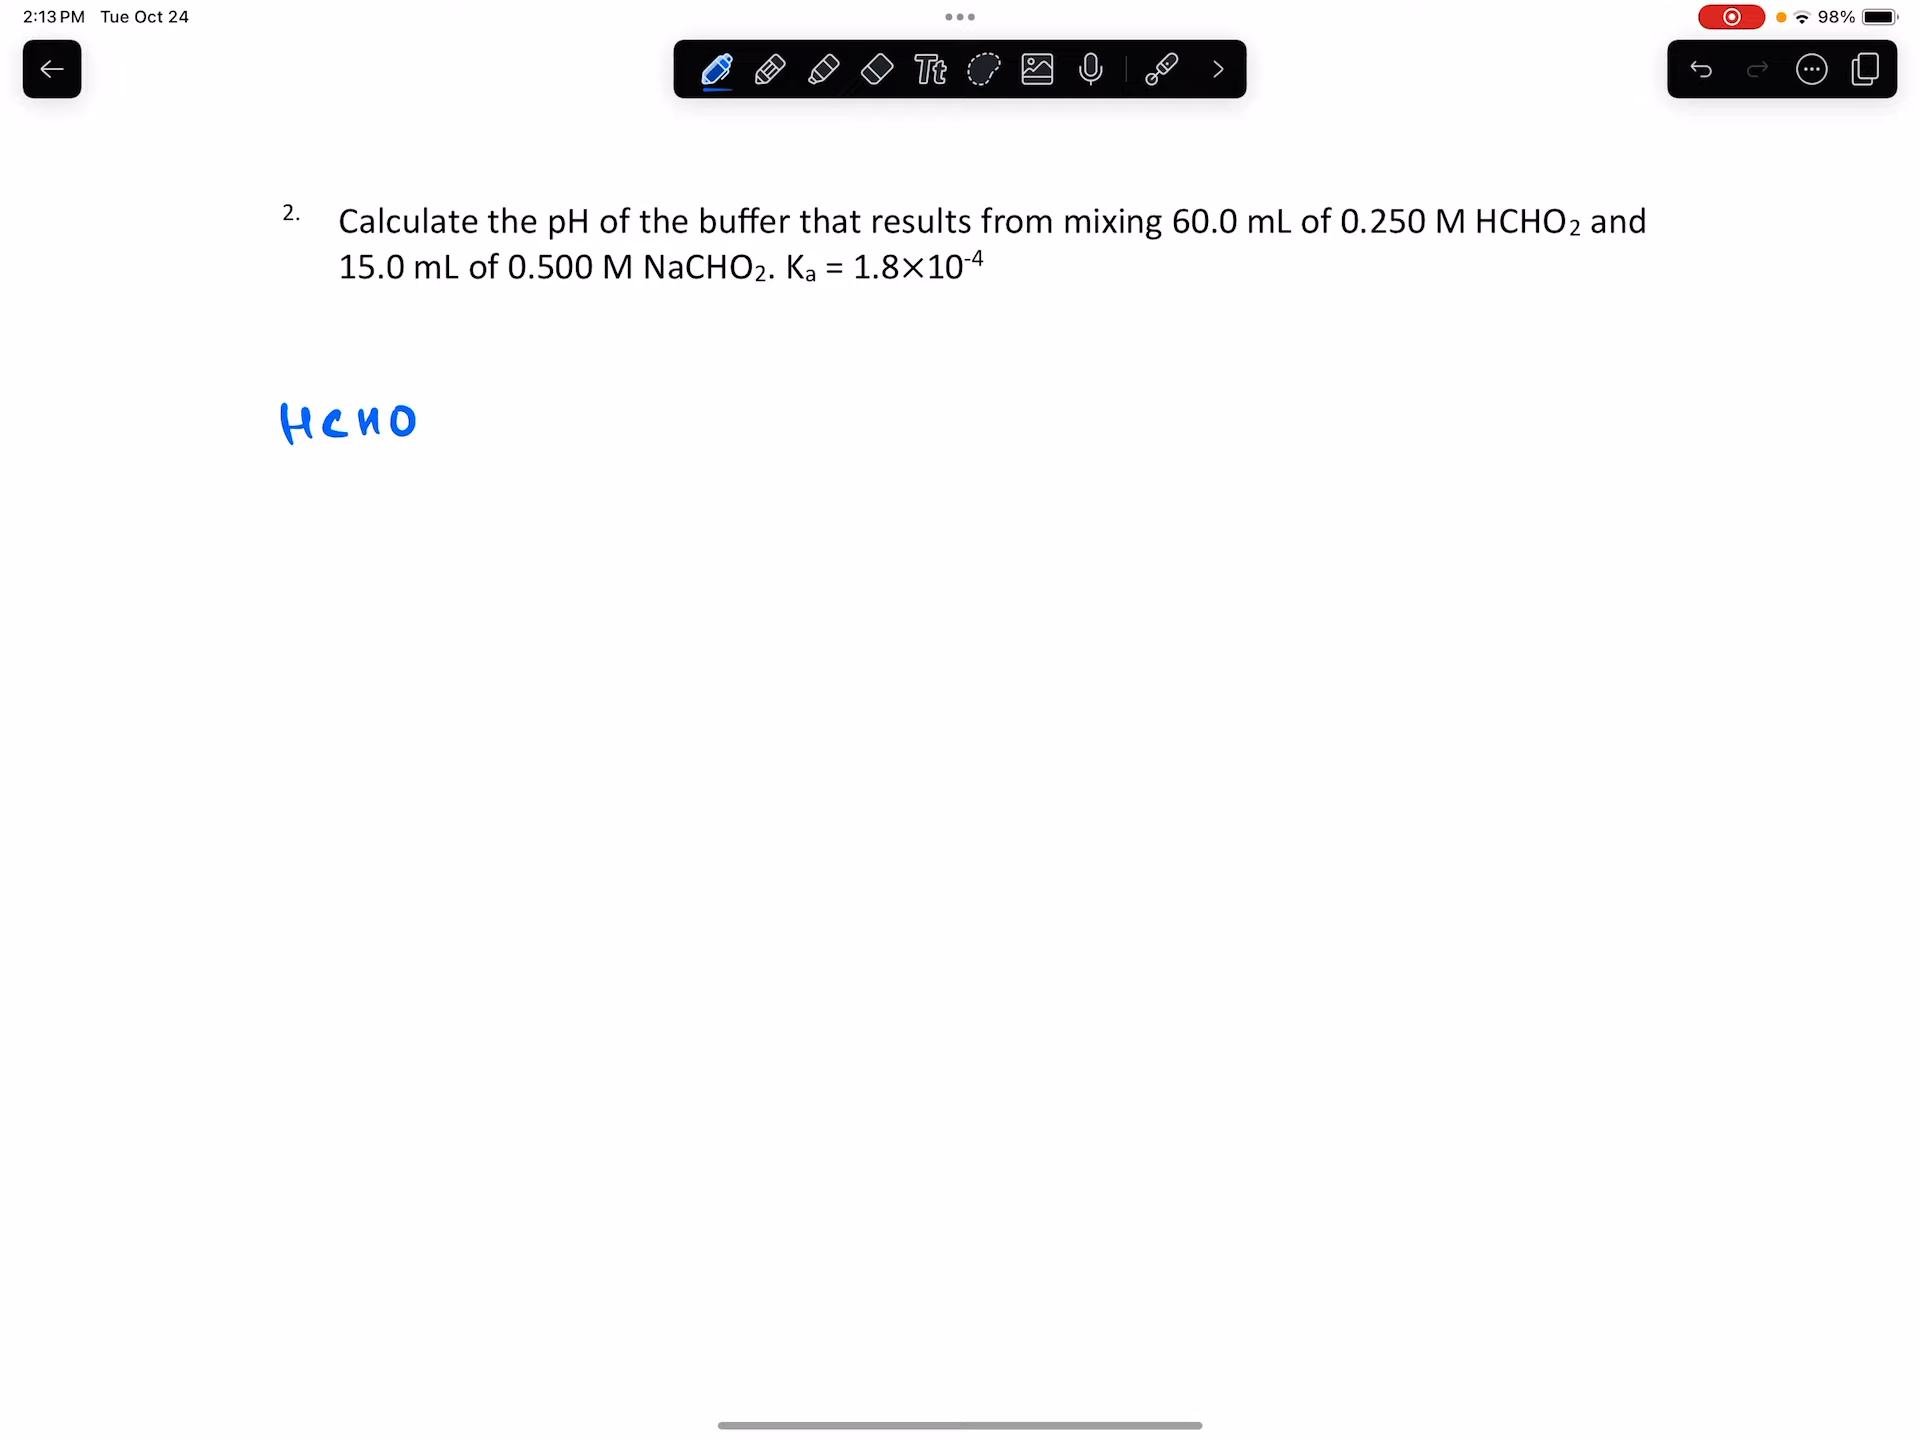 2:13 PM Tue Oct 24
98%
Tt
2. Calculate the pH of the buffer that results from mixing 60.0 mL of 0.250 M HCHO₂ and
15.0 mL of 0.500 M NaCHO₂. Kₐ = 1.8×10⁻⁴
HCHO